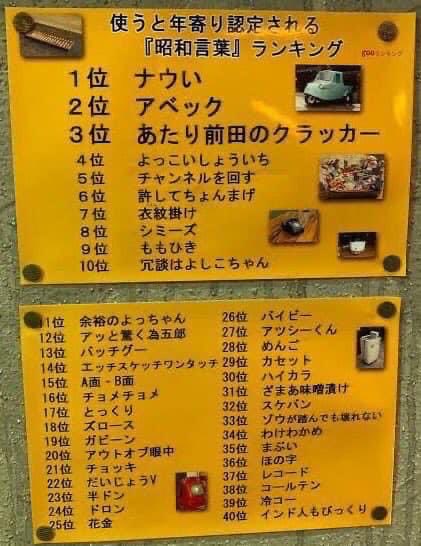 使うと年寄り認定される
『昭和言葉』ランキング
gooランキング
1位 ナウい
2位 アベック
3位 あたり前田のクラッカー
4位 よっこいしょういち
5位 チャンネルを回す
6位 許してちょんまげ
7位 衣紋掛け
8位 シミーズ
9位 ももひき
10位 冗談はよしこちゃん
11位 余裕のよっちゃん
12位 アッと驚く為五郎
13位 バッチグー
14位 エッチスケッチワンタッチ
15位 A面・B面
16位 チョメチョメ
17位 とっくり
18位 ズロース
19位 ガビーン
20位 アウトオブ眼中
21位 チョッキ
22位 だいじょうV
23位 半ドン
24位 ドロン
25位 花金
26位 バイビー
27位 アッシーくん
28位 めんご
29位 カセット
30位 ハイカラ
31位 ざまあ味噌漬け
32位 スケバン
33位 ゾウが踏んでも壊れない
34位 わけわかめ
35位 まぶい
36位 ほの字
37位 レコード
38位 コールテン
39位 冷コー
40位 インド人もびっくり